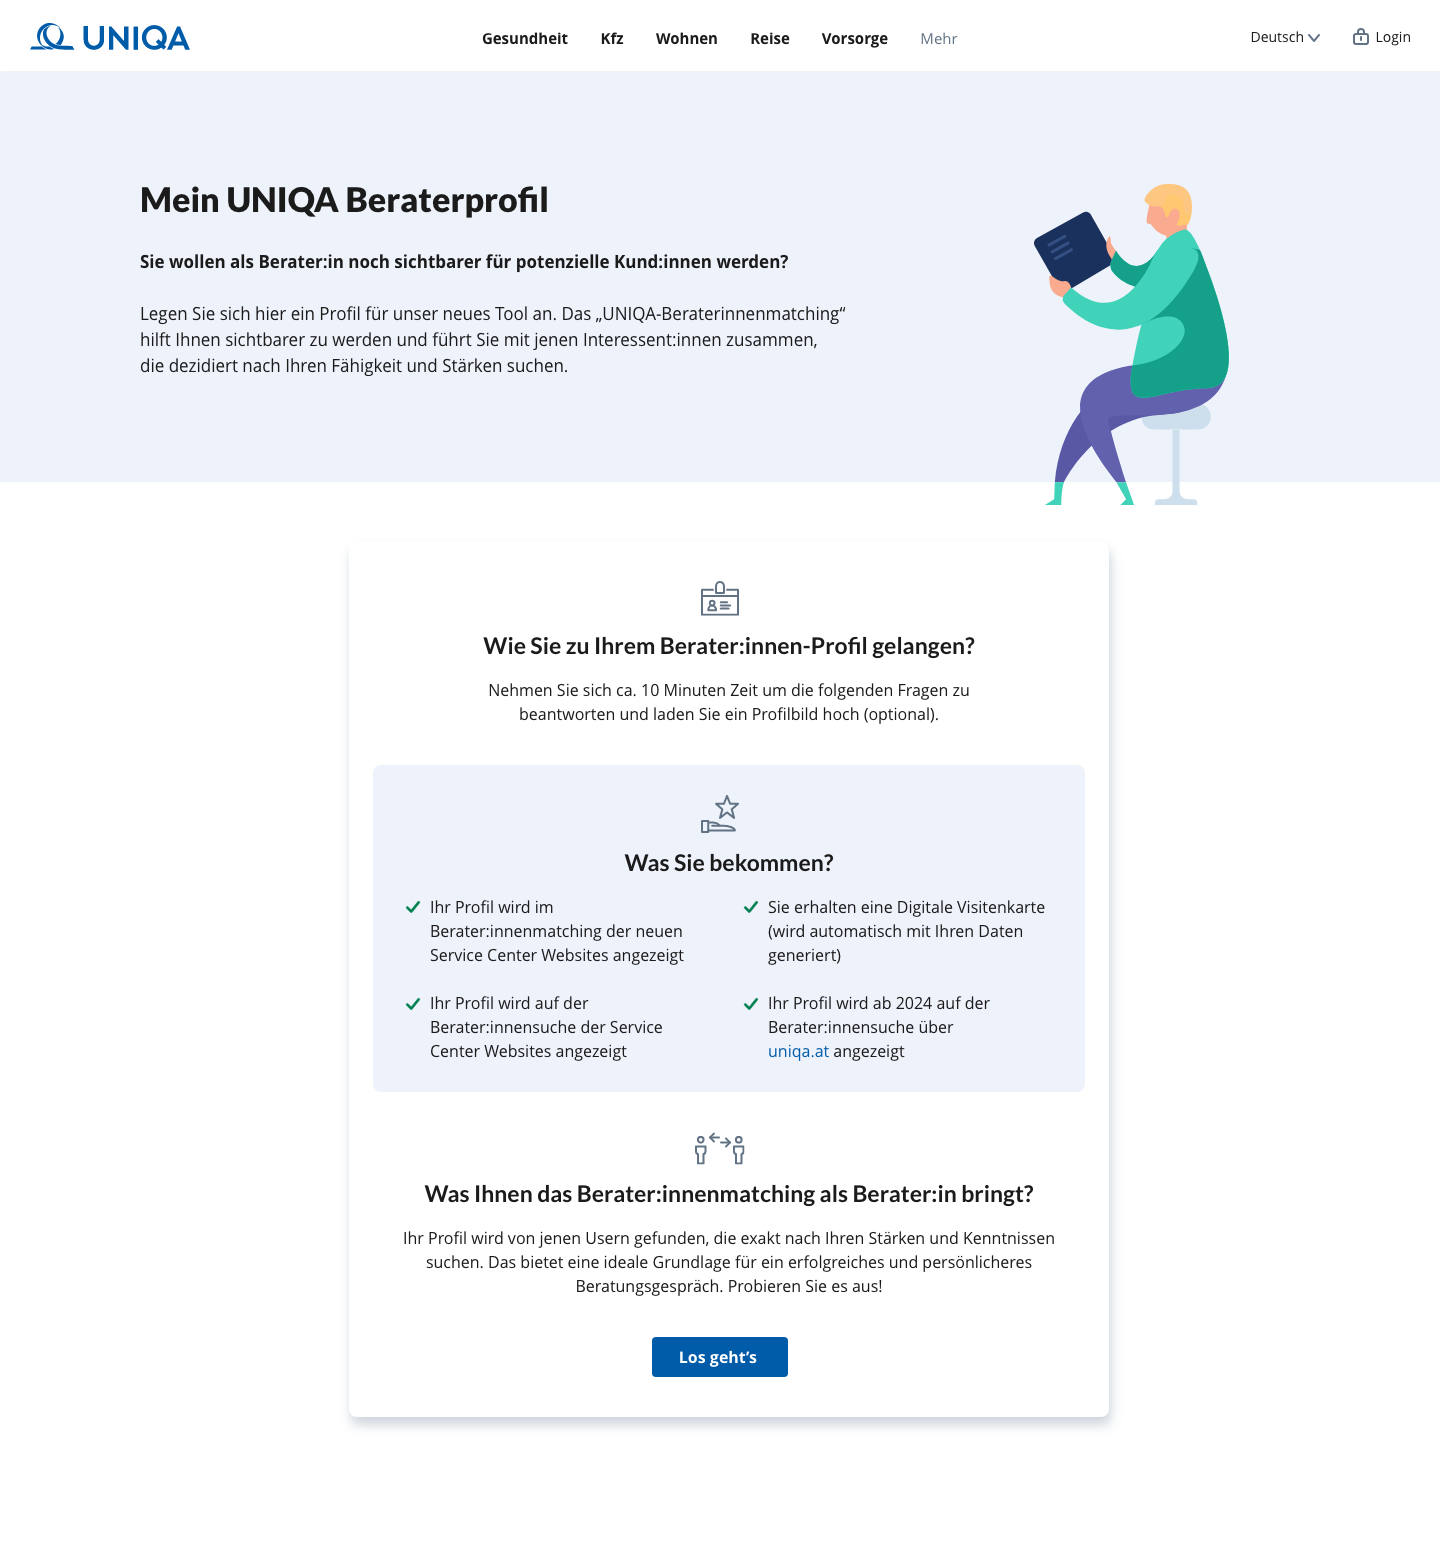 UNIQA
Gesundheit Kfz Wohnen Reise Vorsorge Mehr
Deutsch
Login
Mein UNIQA Beraterprofil
Sie wollen als Berater:in noch sichtbarer für potenzielle Kund:innen werden?
Legen Sie sich hier ein Profil für unser neues Tool an. Das „UNIQA-Beraterinnenmatching“
hilft Ihnen sichtbarer zu werden und führt Sie mit jenen Interessent:innen zusammen,
die dezidiert nach Ihren Fähigkeit und Stärken suchen.
Wie Sie zu Ihrem Berater:innen-Profil gelangen?
Nehmen Sie sich ca. 10 Minuten Zeit um die folgenden Fragen zu
beantworten und laden Sie ein Profilbild hoch (optional).
Was Sie bekommen?
Ihr Profil wird im
Berater:innenmatching der neuen
Service Center Websites angezeigt
Sie erhalten eine Digitale Visitenkarte
(wird automatisch mit Ihren Daten
generiert)
Ihr Profil wird auf der
Berater:innensuche der Service
Center Websites angezeigt
Ihr Profil wird ab 2024 auf der
Berater:innensuche über
uniqa.at angezeigt
Was Ihnen das Berater:innenmatching als Berater:in bringt?
Ihr Profil wird von jenen Usern gefunden, die exakt nach Ihren Stärken und Kenntnissen
suchen. Das bietet eine ideale Grundlage für ein erfolgreiches und persönlicheres
Beratungsgespräch. Probieren Sie es aus!
Los geht’s